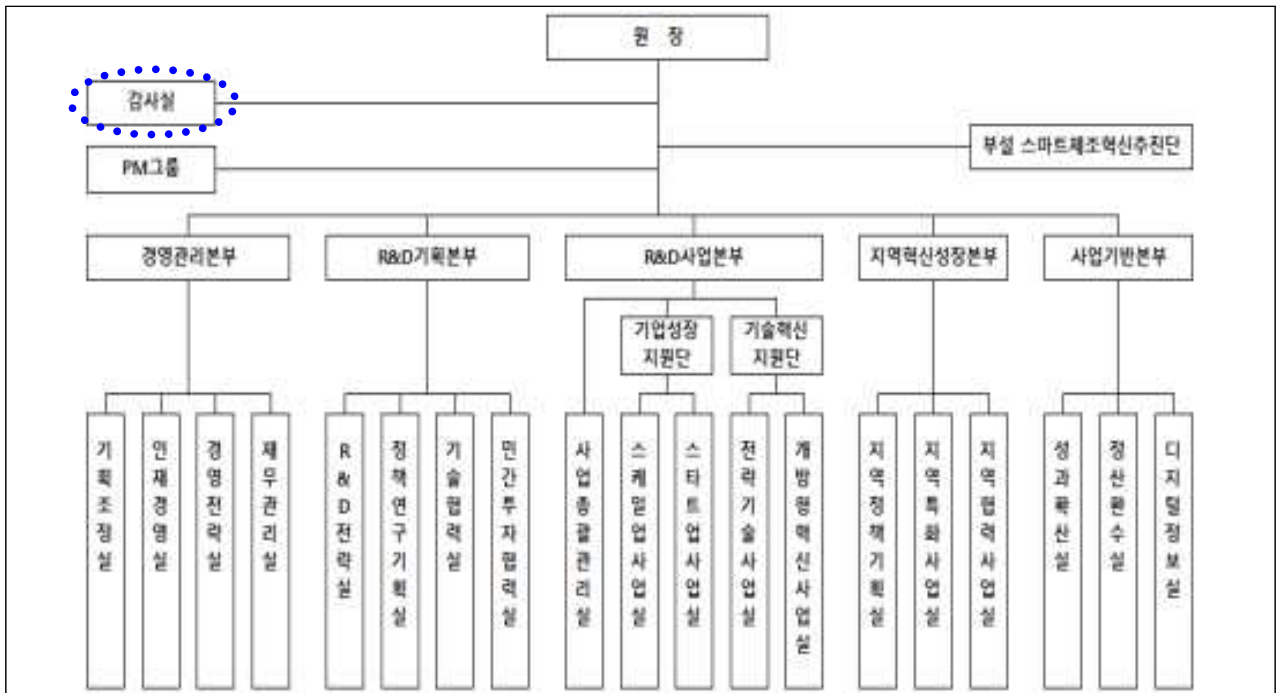 원 장
감사실
부설 스마트제조혁신추진단
PM그룹
경영관리본부
R&D기획본부
R&D사업본부
지역혁신성장본부
사업기반본부
기업성장
지원단
기술혁신
지원단
기획조정실
인재경영실
경영전략실
재무관리실
R&D전략실
정책연구기획실
기술협력실
민간투자협력실
사업총괄관리실
스케일업사업실
스타트업사업실
전략기술사업실
개방형혁신사업실
지역정책기획실
지역특화사업실
지역협력사업실
성과확산실
정산환수실
디지털정보실